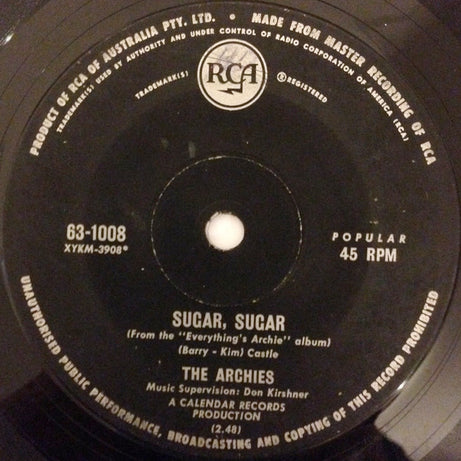 PRODUCT OF RCA OF AUSTRALIA PTY. LTD. • MADE FROM MASTER RECORDING OF RCA
TRADEMARK(S) USED BY AUTHORITY AND UNDER CONTROL OF RADIO CORPORATION OF AMERICA (RCA)
RCA
TRADEMARK(S)
® REGISTERED
63-1008
XYKM-3908*
POPULAR
45 RPM
SUGAR, SUGAR
(From the "Everything's Archie" album)
(Barry - Kim) Castle
THE ARCHIES
Music Supervision: Don Kirshner
A CALENDAR RECORDS
PRODUCTION
(2.48)
UNAUTHORISED PUBLIC PERFORMANCE, BROADCASTING AND COPYING OF THIS RECORD PROHIBITED